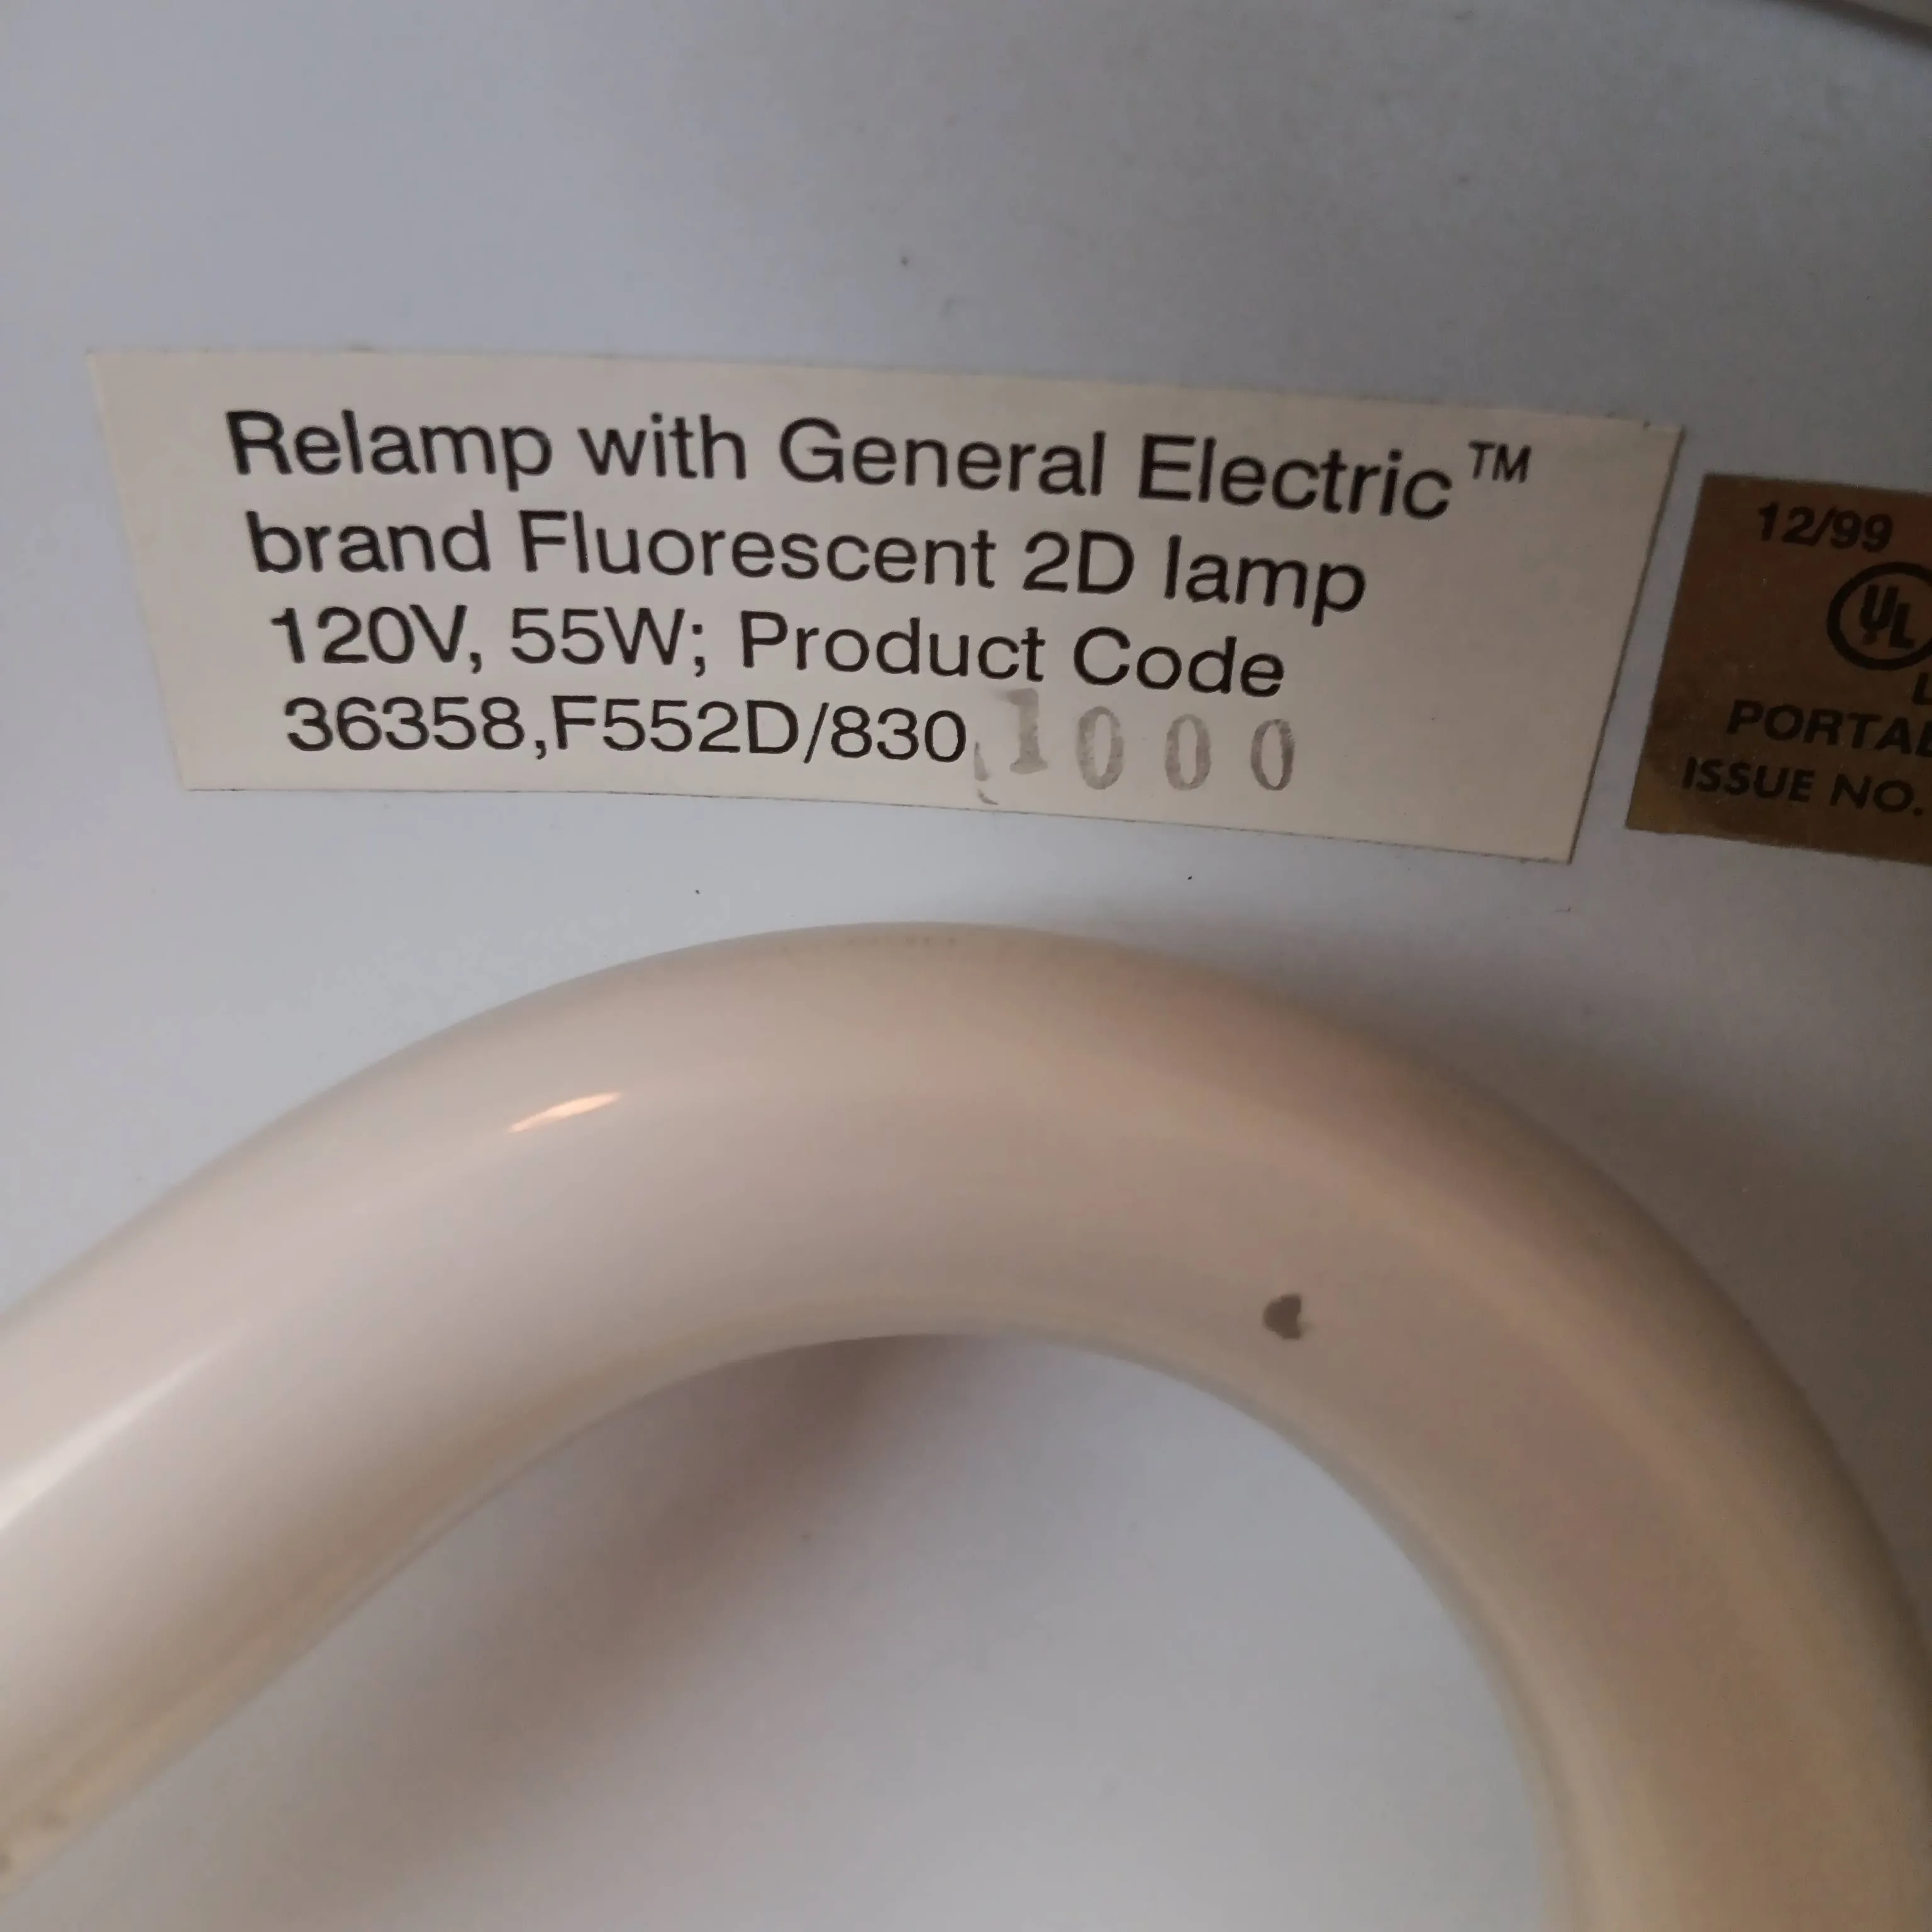 Relamp with General Electric™
brand Fluorescent 2D lamp
120V, 55W; Product Code
36358,F552D/830
1000
12/99
UL
ISSUE NO.